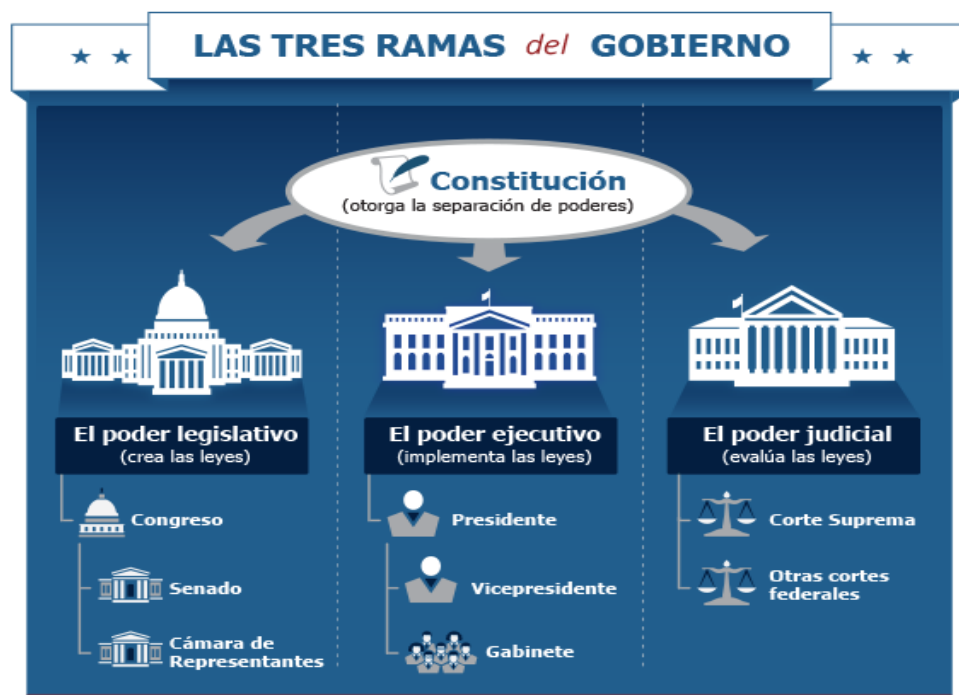 LAS TRES RAMAS del GOBIERNO
Constitución
(otorga la separación de poderes)
El poder legislativo
(crea las leyes)
Congreso
Senado
Cámara de
Representantes
El poder ejecutivo
(implementa las leyes)
Presidente
Vicepresidente
Gabinete
El poder judicial
(evalúa las leyes)
Corte Suprema
Otras cortes
federales